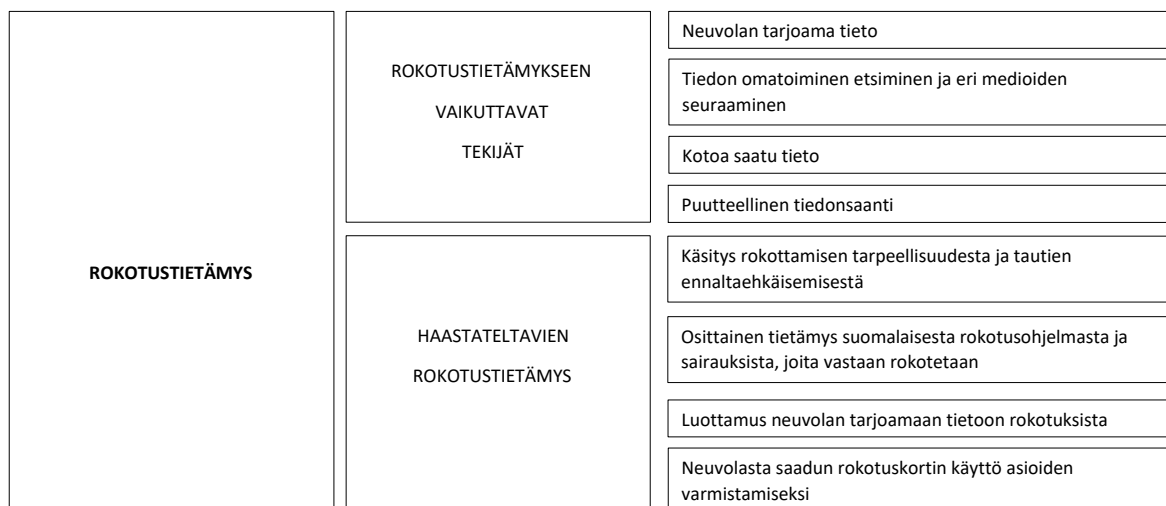 ROKOTUSTIETÄMYS
ROKOTUSTIETÄMYKSEEN
VAIKUTTAVAT
TEKIJÄT
Neuvolan tarjoama tieto
Tiedon omatoiminen etsiminen ja eri medioiden
seuraaminen
Kotoa saatu tieto
Puutteellinen tiedonsaanti
HAASTATELTAVIEN
ROKOTUSTIETÄMYS
Käsitys rokottamisen tarpeellisuudesta ja tautien
ennaltaehkäisemisestä
Osittainen tietämys suomalaisesta rokotusohjelmasta ja
sairauksista, joita vastaan rokotetaan
Luottamus neuvolan tarjoamaan tietoon rokotuksista
Neuvolasta saadun rokotuskortin käyttö asioiden
varmistamiseksi